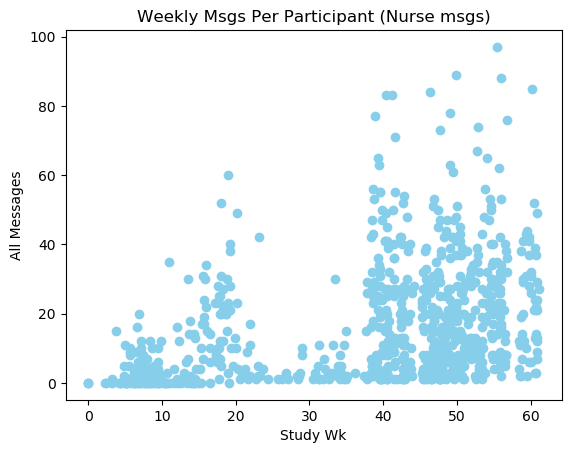 Weekly Msgs Per Participant (Nurse msgs)
100
80
60
40
20
0
All Messages
0 10 20 30 40 50 60
Study Wk